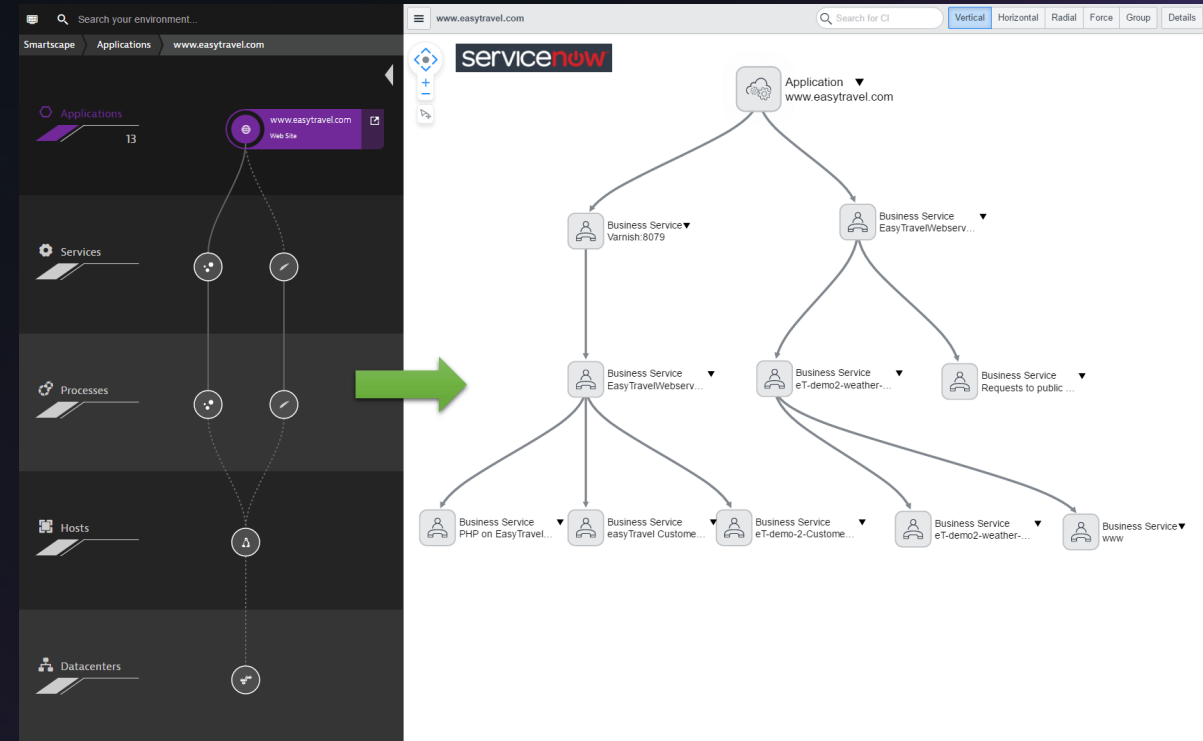 Search your environment...
Smartscape Applications www.easytravel.com
Applications
13
www.easytravel.com
Web Site
Services
Processes
Hosts
Datacenters
www.easytravel.com
Search for CI
Vertical Horizontal Radial Force Group Details
servicenow
Application
www.easytravel.com
Business Service
Varnish:8079
Business Service
EasyTravelWebserv...
Business Service
EasyTravelWebserv...
Business Service
eT-demo2-weather-...
Business Service
Requests to public ...
Business Service
PHP on EasyTravel...
Business Service
easyTravel Custome...
Business Service
eT-demo-2-Custome...
Business Service
eT-demo2-weather-...
Business Service
www